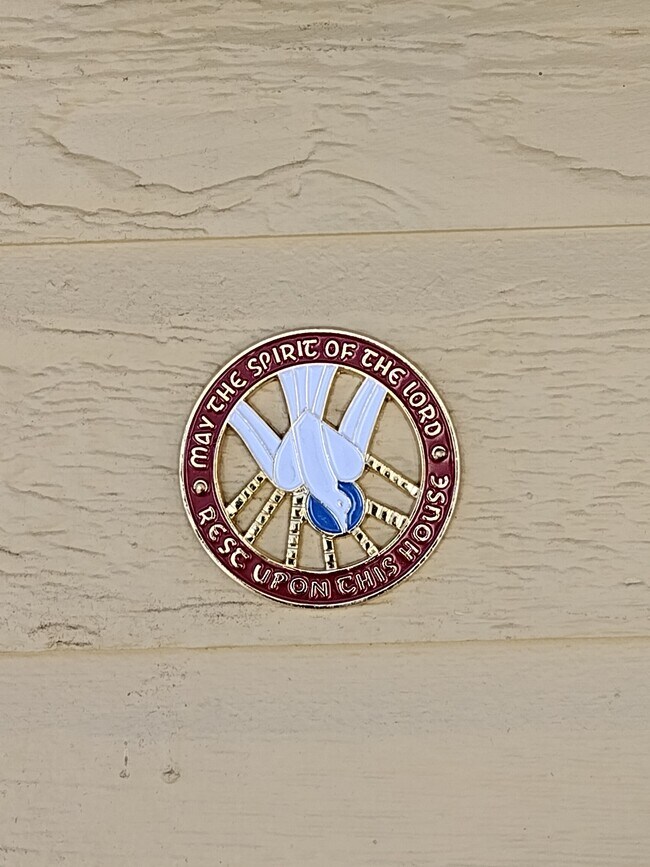 MAY THE SPIRIT OF THE LORD
REST UPON THIS HOUSE